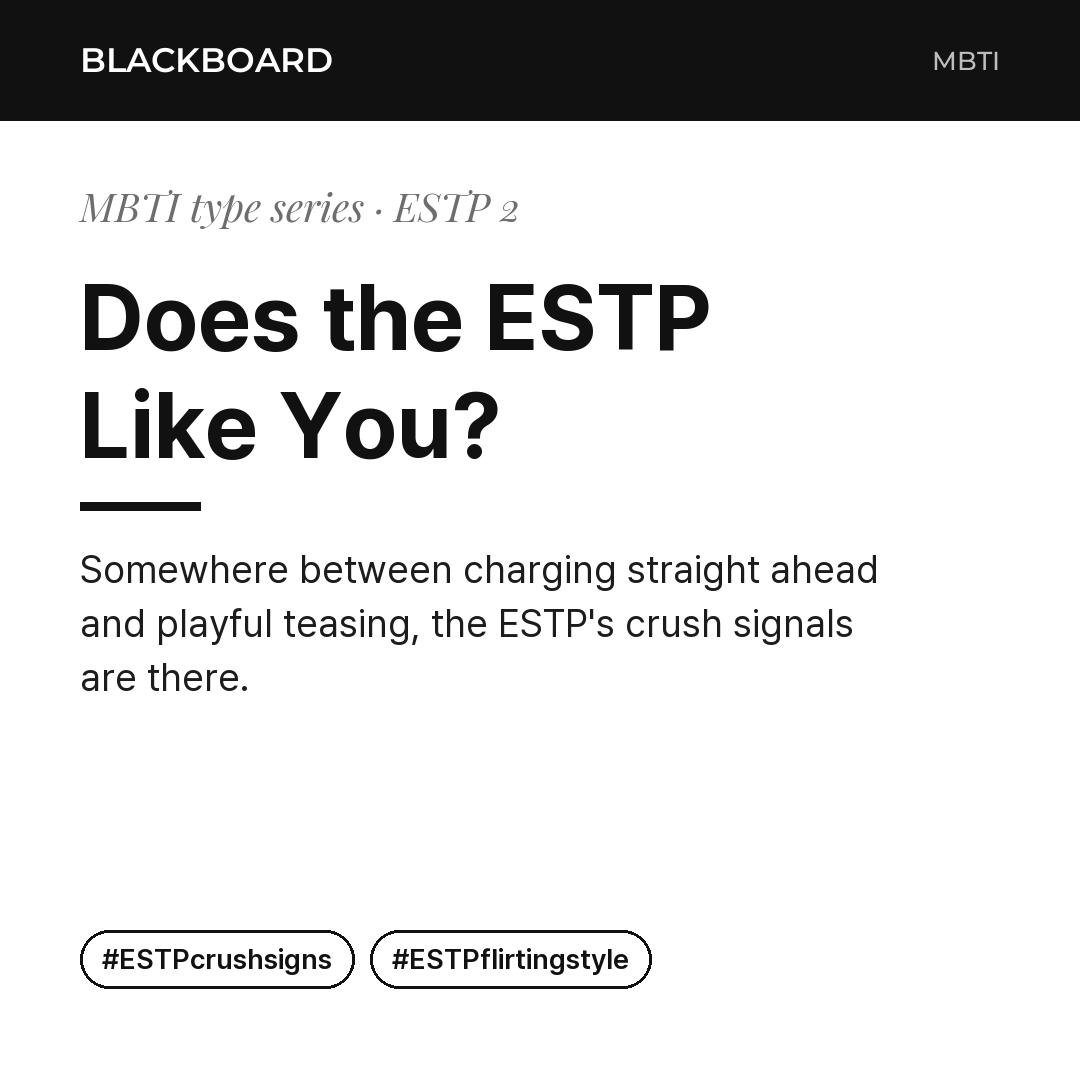 BLACKBOARD
MBTI
MBTI type series · ESTP 2
Does the ESTP
Like You?
Somewhere between charging straight ahead
and playful teasing, the ESTP's crush signals
are there.
#ESTPcrushsigns
#ESTPflirtingstyle